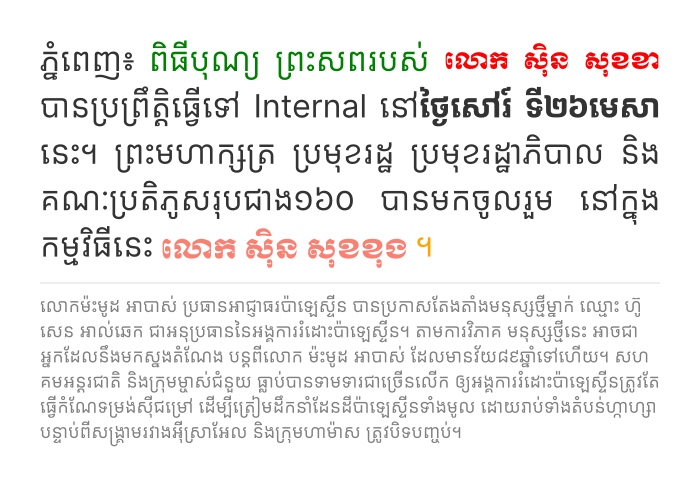 ភ្នំពេញ៖ ពិធីបុណ្យ ព្រះសពរបស់ លោក ស៊ិន សុខខា
បានប្រព្រឹត្តិធ្វើទៅ Internal នៅថ្ងៃសៅរ៍ ទី២៦មេសា
នេះ។ ព្រះមហាក្សត្រ ប្រមុខរដ្ឋ ប្រមុខរដ្ឋាភិបាល និង
គណៈប្រតិភូសរុបជាង១៦០ បានមកចូលរួម នៅក្នុង
កម្មវិធីនេះ លោក ស៊ិន សុខខុង ។
លោកម៉ះមូដ អាបាស់ ប្រធានអាជ្ញាធរប៉ាឡេស្ទីន បានប្រកាសតែងតាំងមនុស្សថ្មីម្នាក់ ឈ្មោះ ហ៊ូ
សេន អាល់ឆេក ជាអនុប្រធាននៃអង្គការរំដោះប៉ាឡេស្ទីន។ តាមការវិភាគ មនុស្សថ្មីនេះ អាចជា
អ្នកដែលនឹងមកស្នងតំណែង បន្តពីលោក ម៉ះមូដ អាបាស់ ដែលមានវ័យ៨៩ឆ្នាំទៅហើយ។ សហ
គមអន្តរជាតិ និងក្រុមម្ចាស់ជំនួយ ធ្លាប់បានទាមទារជាច្រើនលើក ឲ្យអង្គការរំដោះប៉ាឡេស្ទីនត្រូវតែ
ធ្វើកំណែទម្រង់ស៊ីជម្រៅ ដើម្បីត្រៀមដឹកនាំដែនដីប៉ាឡេស្ទីនទាំងមូល ដោយរាប់ទាំងតំបន់ហ្កាហ្សា
បន្ទាប់ពីសង្គ្រាមរវាងអ៊ីស្រាអែល និងក្រុមហាម៉ាស ត្រូវបិទបញ្ចប់។